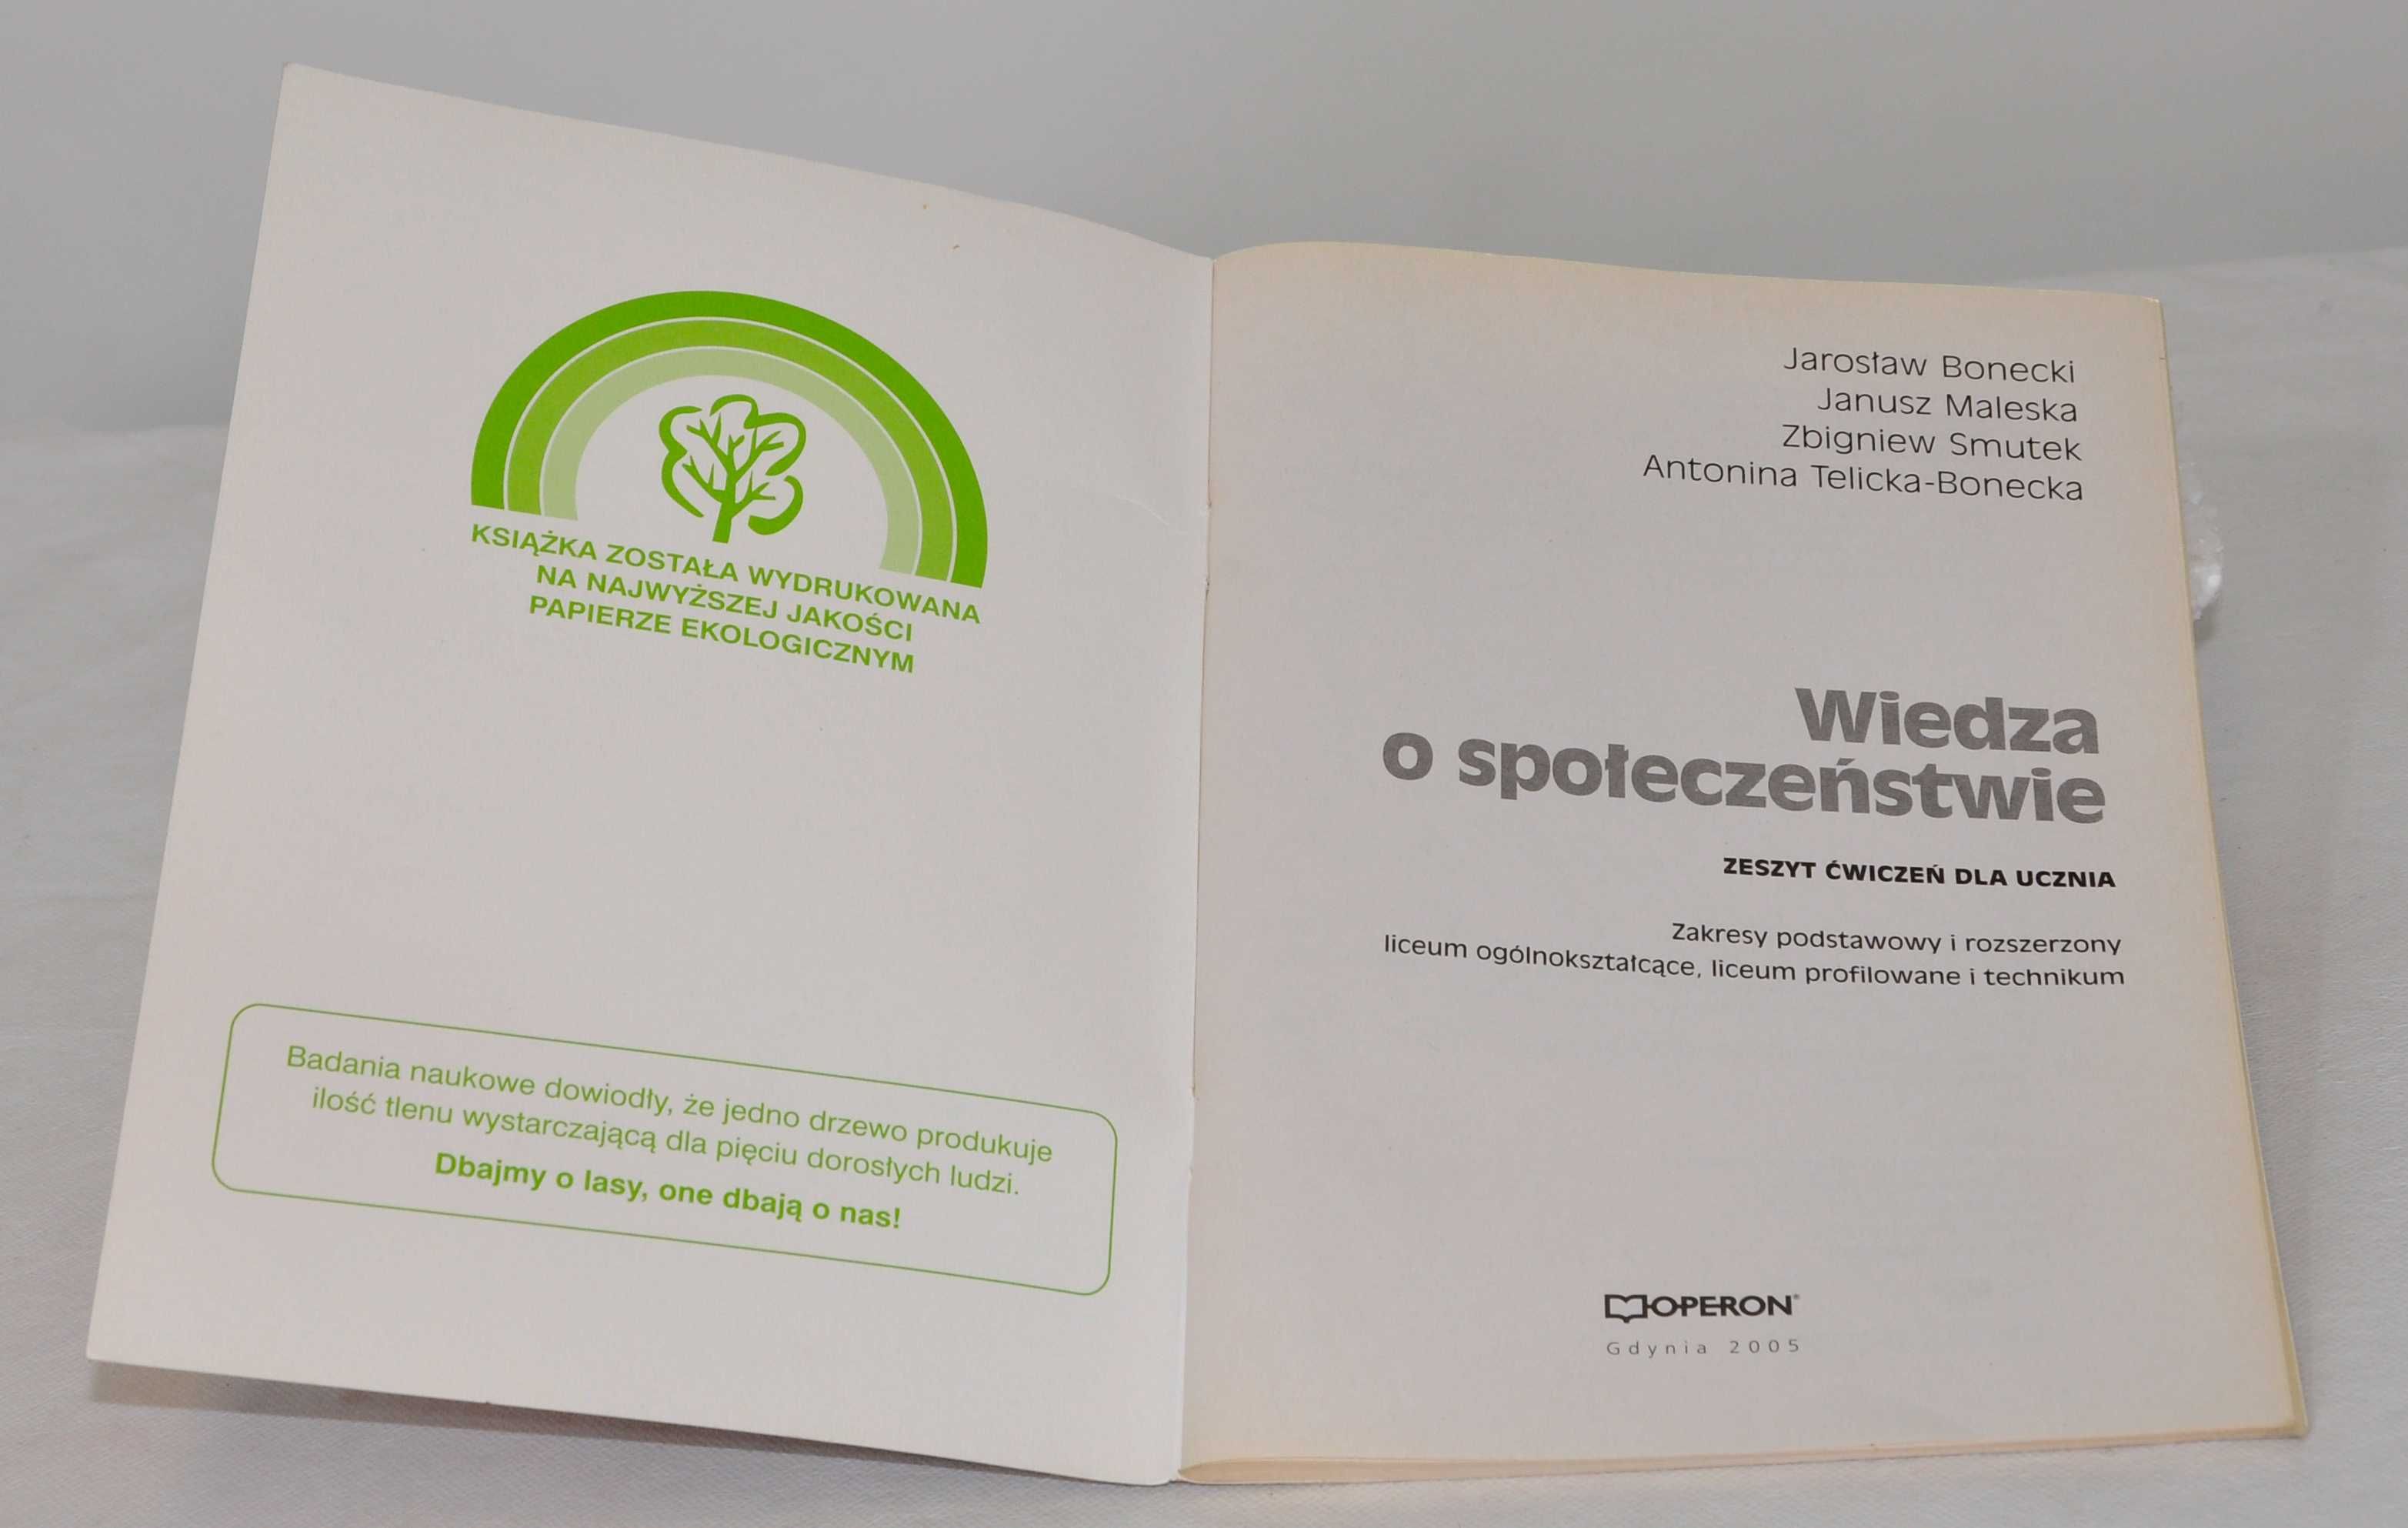 KSIĄŻKA ZOSTAŁA WYDRUKOWANA
NA NAJWYŻSZEJ JAKOŚCI
PAPIERZE EKOLOGICZNYM
Badania naukowe dowiodły, że jedno drzewo produkuje
ilość tlenu wystarczającą dla pięciu dorosłych ludzi.
Dbajmy o lasy, one dbają o nas!
Jarosław Bonecki
Janusz Maleska
Zbigniew Smutek
Antonina Telicka-Bonecka
Wiedza
o społeczeństwie
ZESZYT ĆWICZEŃ DLA UCZNIA
Zakresy podstawowy i rozszerzony
liceum ogólnokształcące, liceum profilowane i technikum
OPERON®
Gdynia 2005